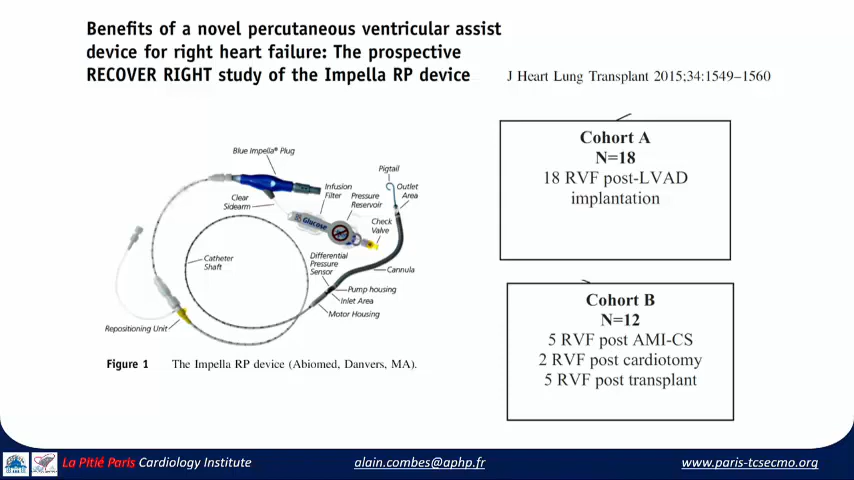 Benefits of a novel percutaneous ventricular assist
device for right heart failure: The prospective
RECOVER RIGHT study of the Impella RP device
J Heart Lung Transplant 2015;34:1549–1560
Blue Impella® Plug
Pigtail
Clear
Sidearm
Infusion
Filter
Pressure
Reservoir
Outlet
Area
Glucose
Check
Valve
Catheter
Shaft
Differential
Pressure
Sensor
Cannula
Pump housing
Inlet Area
Motor Housing
Repositioning Unit
Figure 1 The Impella RP device (Abiomed, Danvers, MA).
Cohort A
N=18
18 RVF post-LVAD
implantation
Cohort B
N=12
5 RVF post AMI-CS
2 RVF post cardiotomy
5 RVF post transplant
La Pitié Paris Cardiology Institute
alain.combes@aphp.fr
www.paris-tcsecmo.org